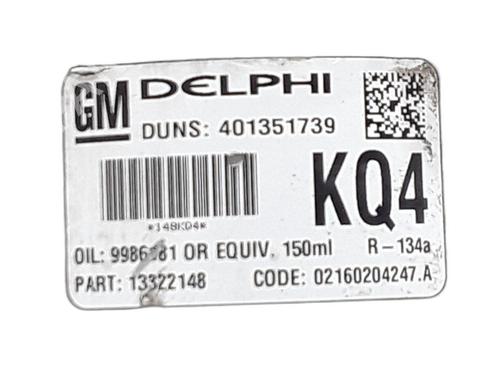 GM DELPHI
DUNS: 401351739
KQ4
*148KQ4*
OIL: OR EQUIV. 150ml R-134a
PART: 13322148 CODE: 02160204247.A